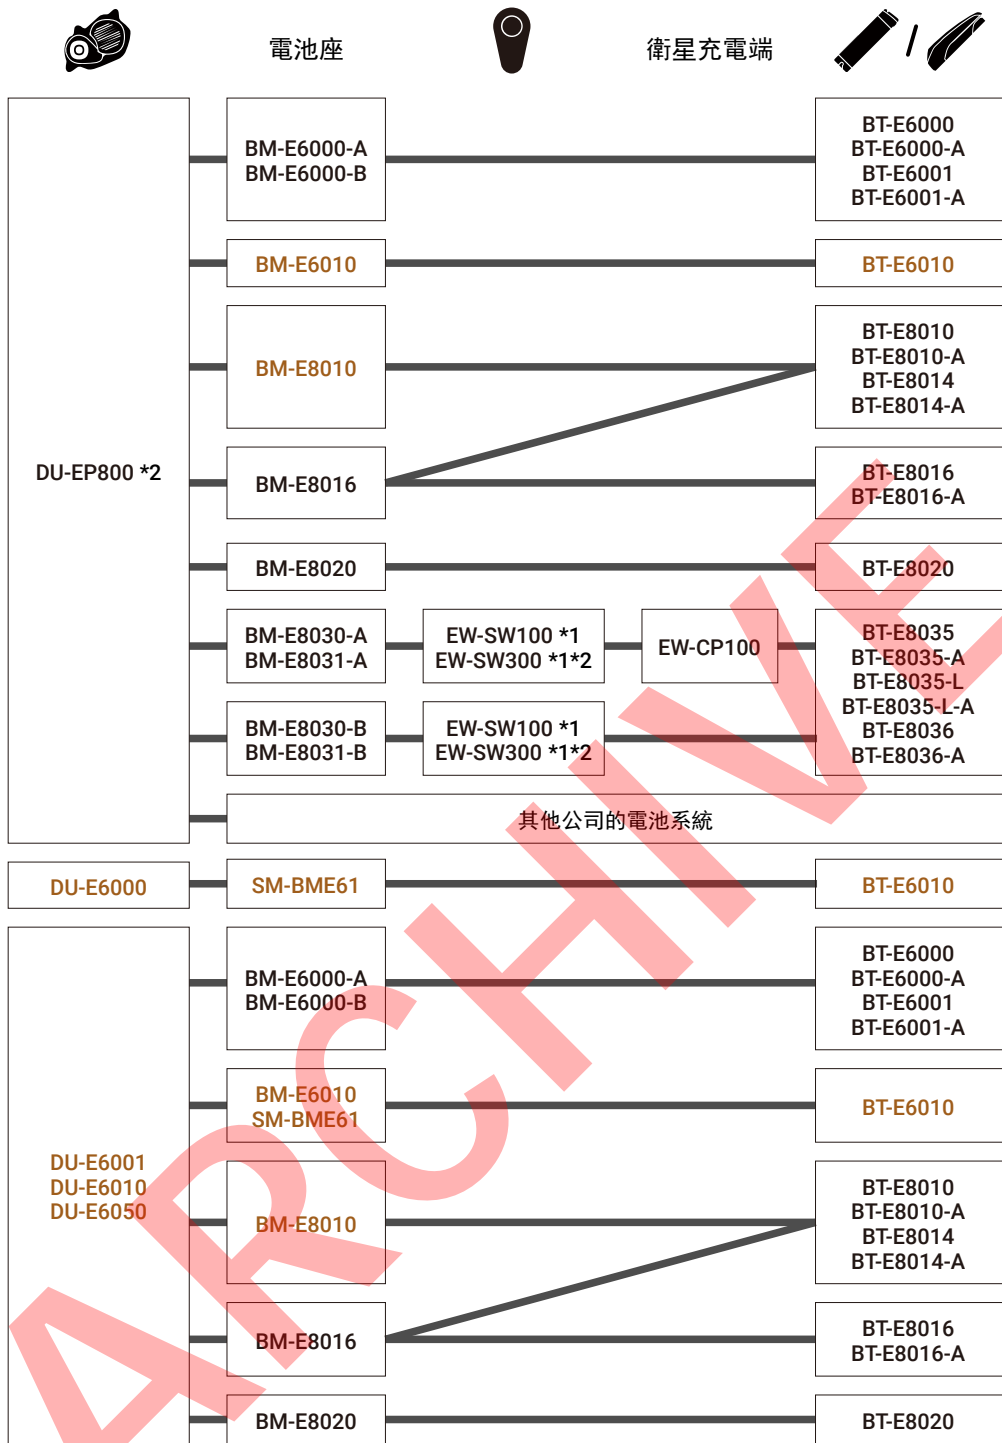 電池座
衛星充電端
DU-EP800 *2
BM-E6000-A
BM-E6000-B
BT-E6000
BT-E6000-A
BT-E6001
BT-E6001-A
BM-E6010
BT-E6010
BM-E8010
BT-E8010
BT-E8010-A
BT-E8014
BT-E8014-A
BM-E8016
BT-E8016
BT-E8016-A
BM-E8020
BT-E8020
BM-E8030-A
BM-E8031-A
EW-SW100 *1
EW-SW300 *1*2
EW-CP100
BT-E8035
BT-E8035-A
BT-E8035-L
BT-E8035-L-A
BT-E8036
BT-E8036-A
BM-E8030-B
BM-E8031-B
EW-SW100 *1
EW-SW300 *1*2
其他公司的電池系統
DU-E6000
SM-BME61
BT-E6010
DU-E6001
DU-E6010
DU-E6050
BM-E6000-A
BM-E6000-B
BT-E6000
BT-E6000-A
BT-E6001
BT-E6001-A
BM-E6010
SM-BME61
BT-E6010
BM-E8010
BT-E8010
BT-E8010-A
BT-E8014
BT-E8014-A
BM-E8016
BT-E8016
BT-E8016-A
BM-E8020
BT-E8020
ARCHIVE